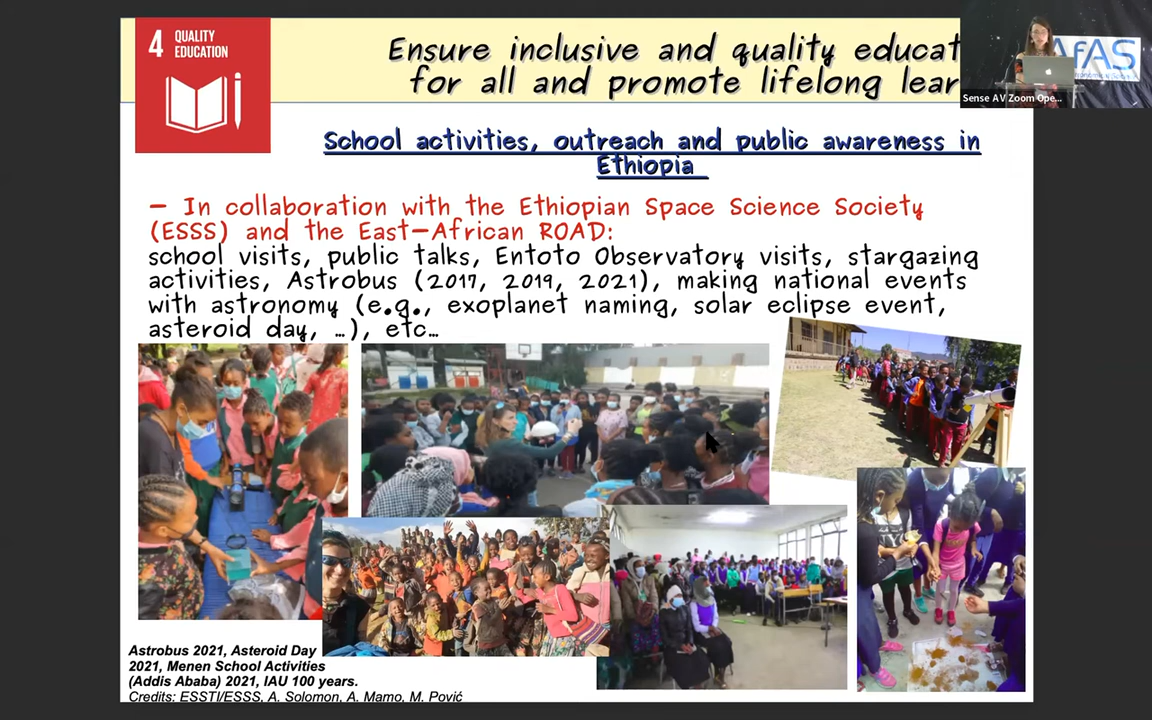 4 QUALITY
EDUCATION
Ensure inclusive and quality educat
for all and promote lifelong lear
AfAS
Sense AV Zoom Ope...
School activities, outreach and public awareness in
Ethiopia
— In collaboration with the Ethiopian Space Science Society
(ESSS) and the East-African ROAD:
school visits, public talks, Entoto Observatory visits, stargazing
activities, Astrobus (2017, 2019, 2021), making national events
with astronomy (e.g., exoplanet naming, solar eclipse event,
asteroid day, …), etc…
Astrobus 2021, Asteroid Day
2021, Menen School Activities
(Addis Ababa) 2021, IAU 100 years.
Credits: ESSTI/ESSS, A. Solomon, A. Mamo, M. Pović